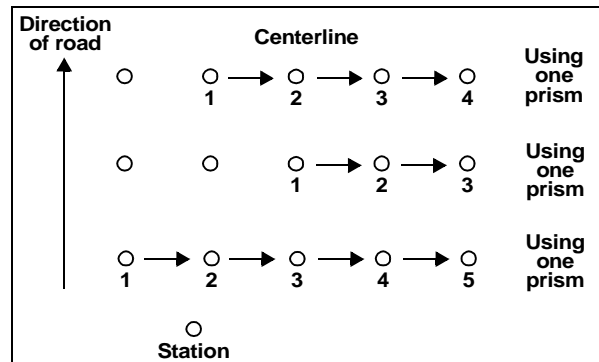 Direction
of road
Centerline
Using
one
prism
1 2 3 4
Using
one
prism
1 2 3
Using
one
prism
1 2 3 4 5
Station